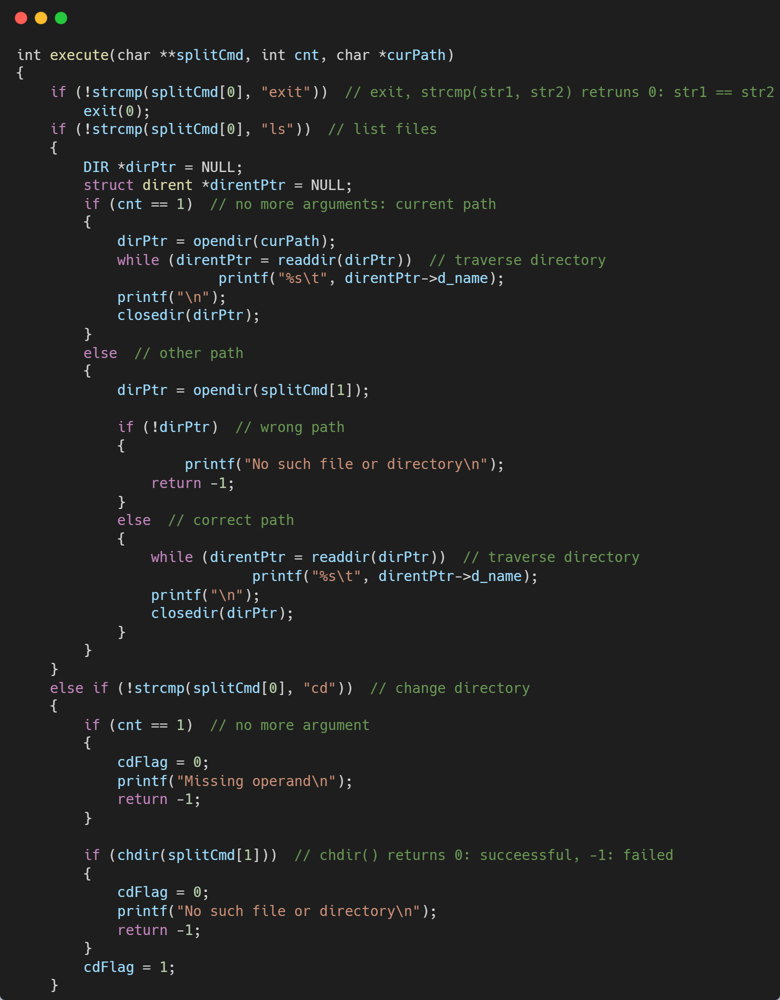 int execute(char **splitCmd, int cnt, char *curPath)
{
    if (!strcmp(splitCmd[0], "exit"))  // exit, strcmp(str1, str2) retruns 0: str1 == str2
        exit(0);
    if (!strcmp(splitCmd[0], "ls"))  // list files
    {
        DIR *dirPtr = NULL;
        struct dirent *direntPtr = NULL;
        if (cnt == 1)  // no more arguments: current path
        {
            dirPtr = opendir(curPath);
            while (direntPtr = readdir(dirPtr))  // traverse directory
                        printf("%s\t", direntPtr->d_name);
            printf("\n");
            closedir(dirPtr);
        }
        else  // other path
        {
            dirPtr = opendir(splitCmd[1]);

            if (!dirPtr)  // wrong path
            {
                    printf("No such file or directory\n");
                return -1;
            }
            else  // correct path
            {
                while (direntPtr = readdir(dirPtr))  // traverse directory
                            printf("%s\t", direntPtr->d_name);
                printf("\n");
                closedir(dirPtr);
            }
        }
    }
    else if (!strcmp(splitCmd[0], "cd"))  // change directory
    {
        if (cnt == 1)  // no more argument
        {
            cdFlag = 0;
            printf("Missing operand\n");
            return -1;
        }

        if (chdir(splitCmd[1]))  // chdir() returns 0: succeessful, -1: failed
        {
            cdFlag = 0;
            printf("No such file or directory\n");
            return -1;
        }
        cdFlag = 1;
    }